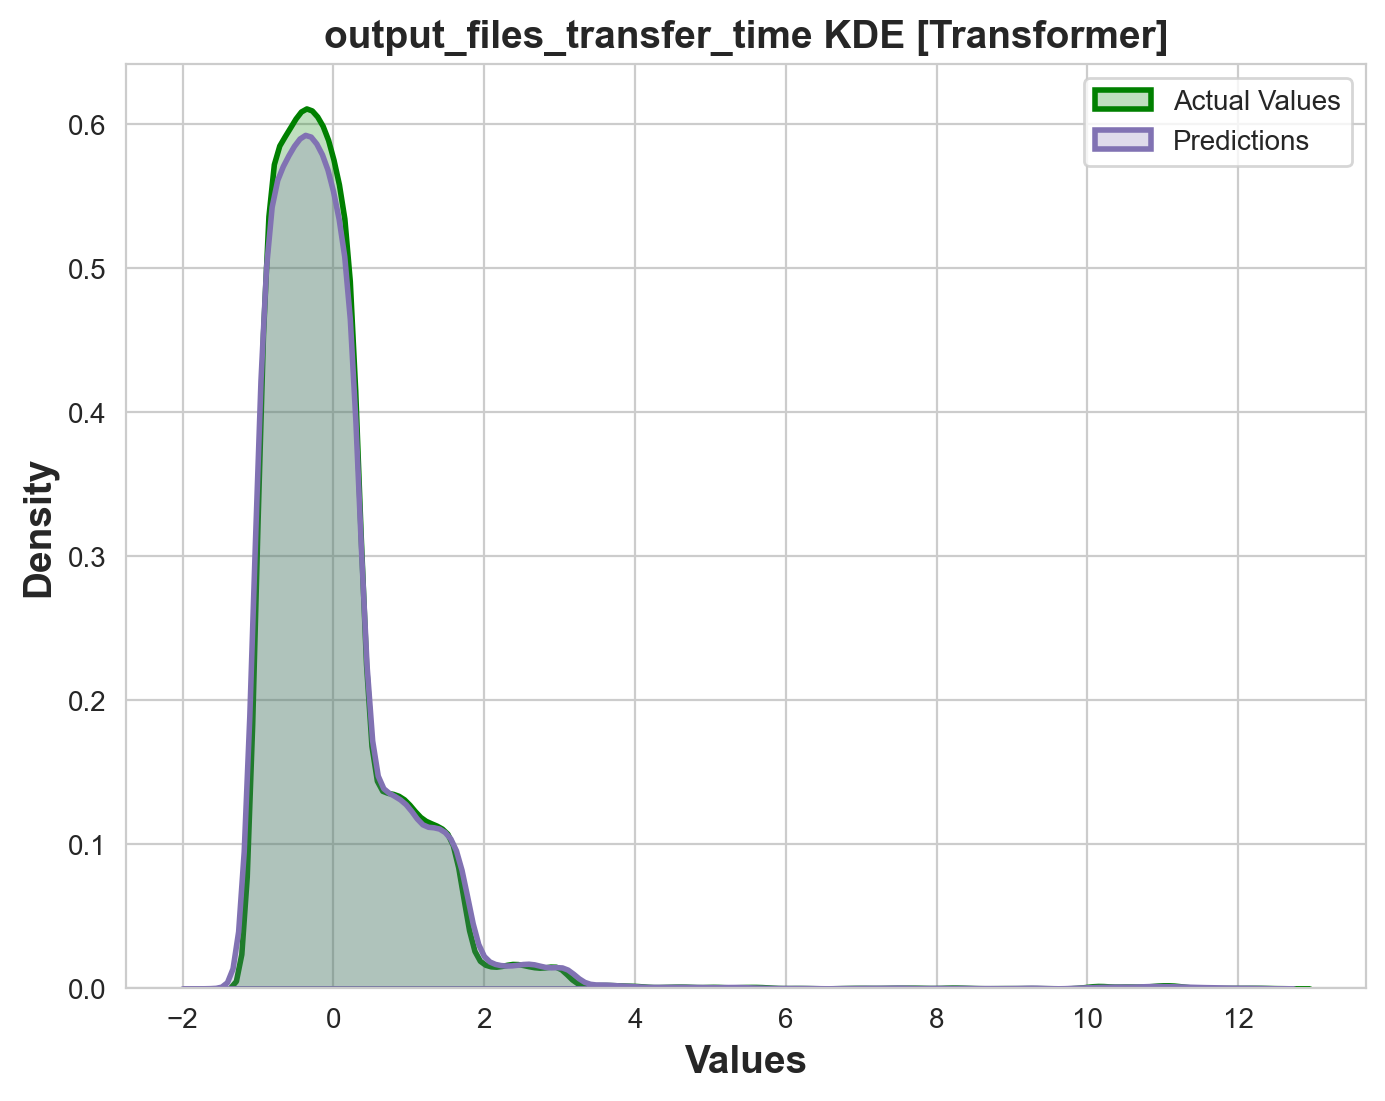 output_files_transfer_time KDE [Transformer]
Actual Values
Predictions
0.6
0.5
0.4
0.3
0.2
0.1
0.0
Density
−2 0 2 4 6 8 10 12
Values